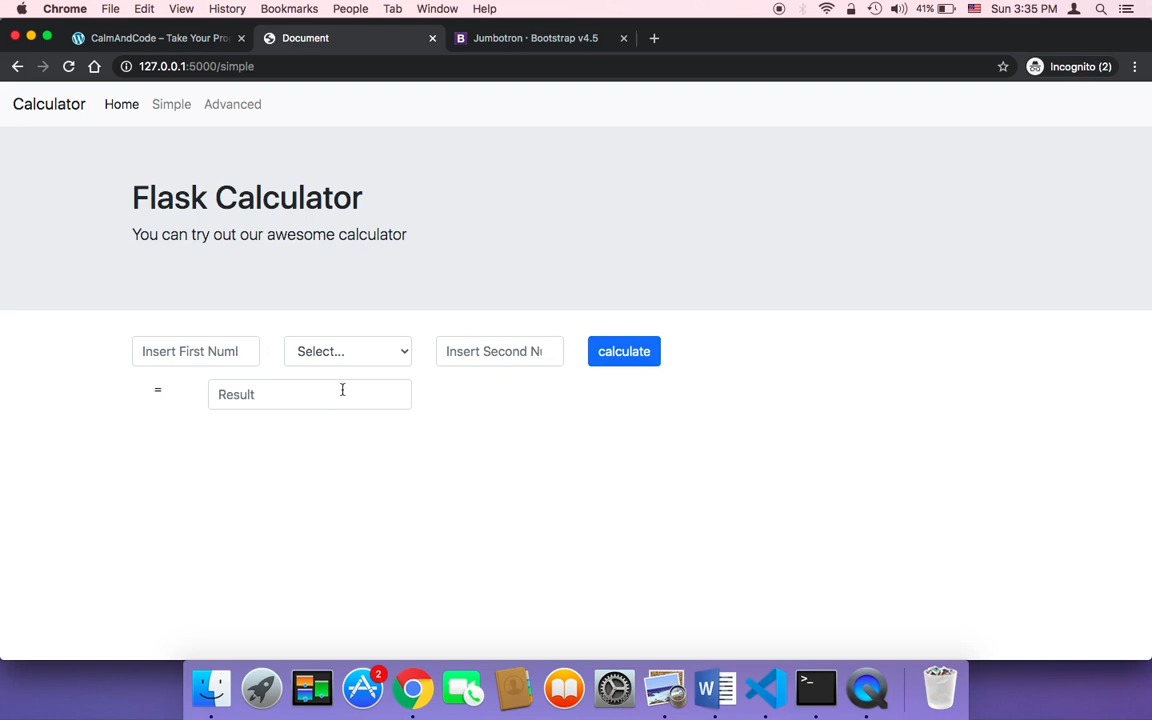 Chrome File Edit View History Bookmarks People Tab Window Help 41% Sun 3:35 PM
CalmAndCode – Take Your Pro
Document
B Jumbotron · Bootstrap v4.5
127.0.0.1:5000/simple
Incognito (2)
Calculator Home Simple Advanced
Flask Calculator
You can try out our awesome calculator
Insert First Numl
Select...
Insert Second Nu
calculate
= Result
2
W
>_